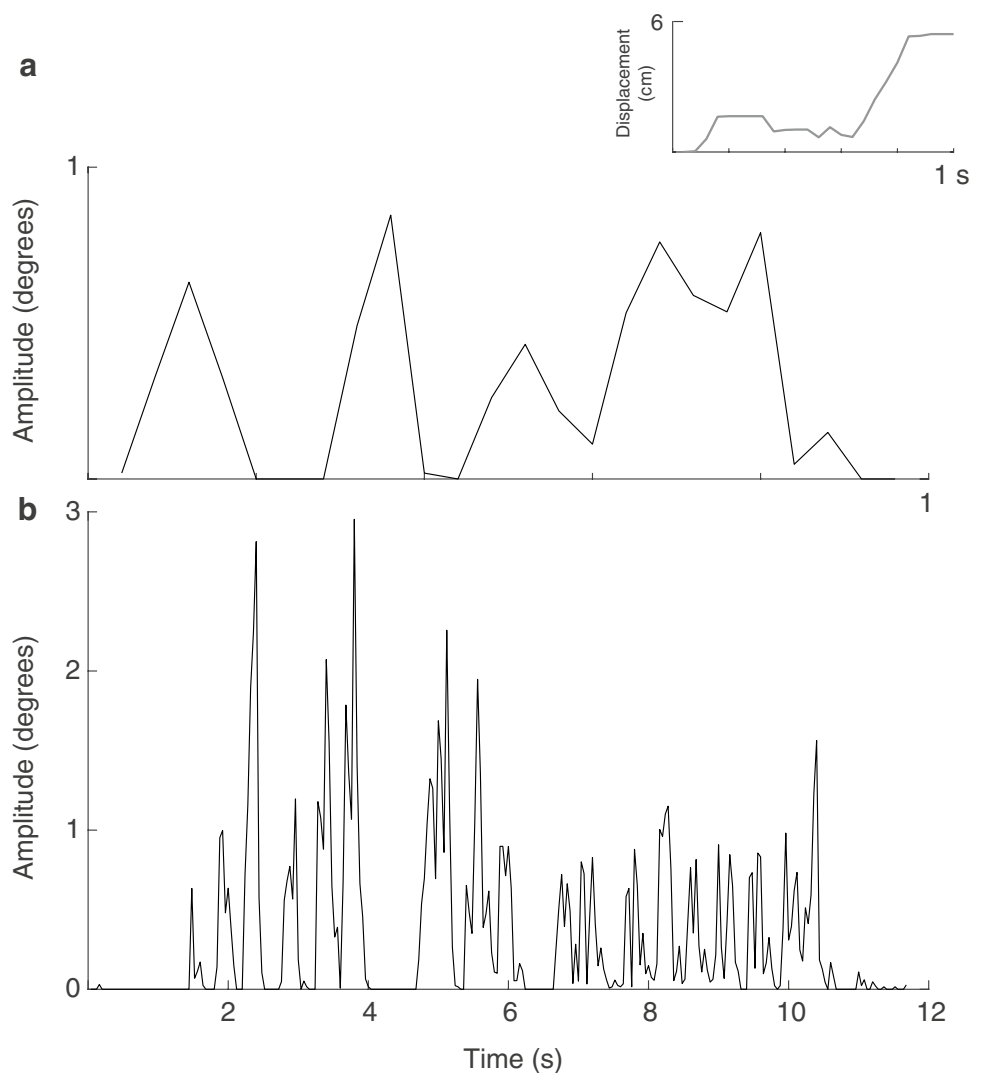 a
6
Displacement
(cm)
1 s
1
Amplitude (degrees)
1
b
3
2
1
0
Amplitude (degrees)
2 4 6 8 10 12
Time (s)